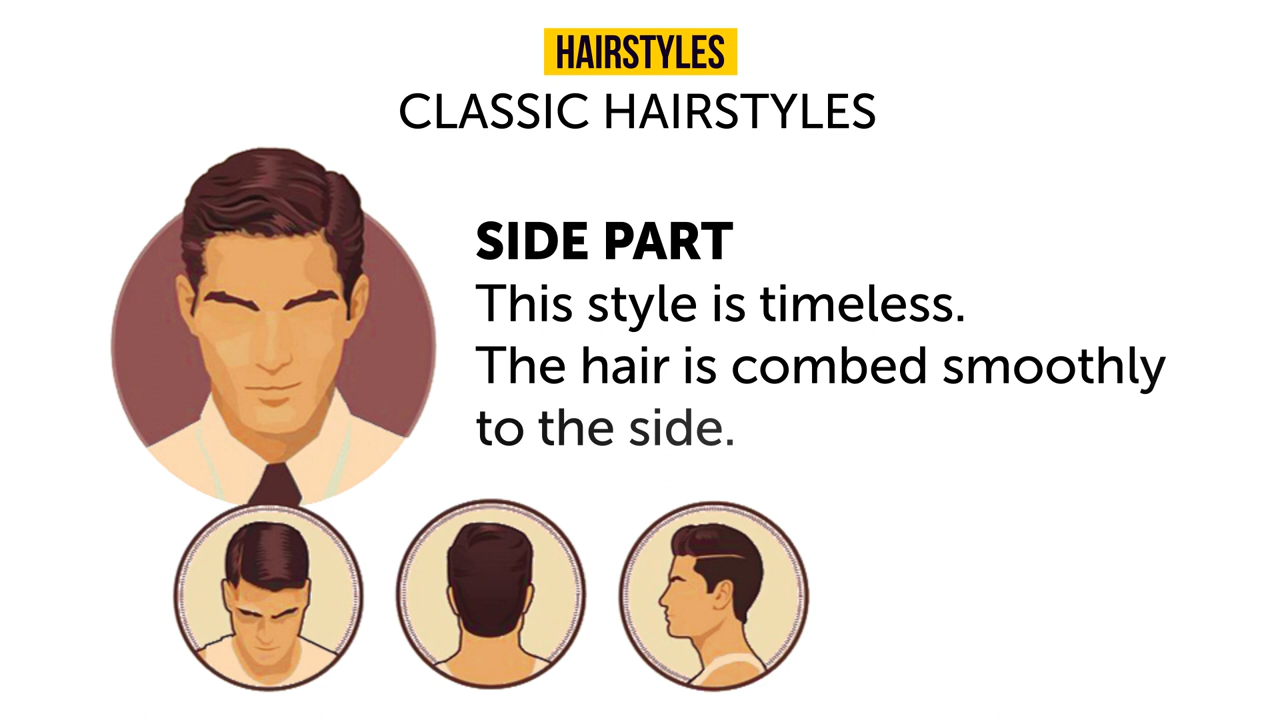 HAIRSTYLES
CLASSIC HAIRSTYLES
SIDE PART
This style is timeless.
The hair is combed smoothly
to the side.